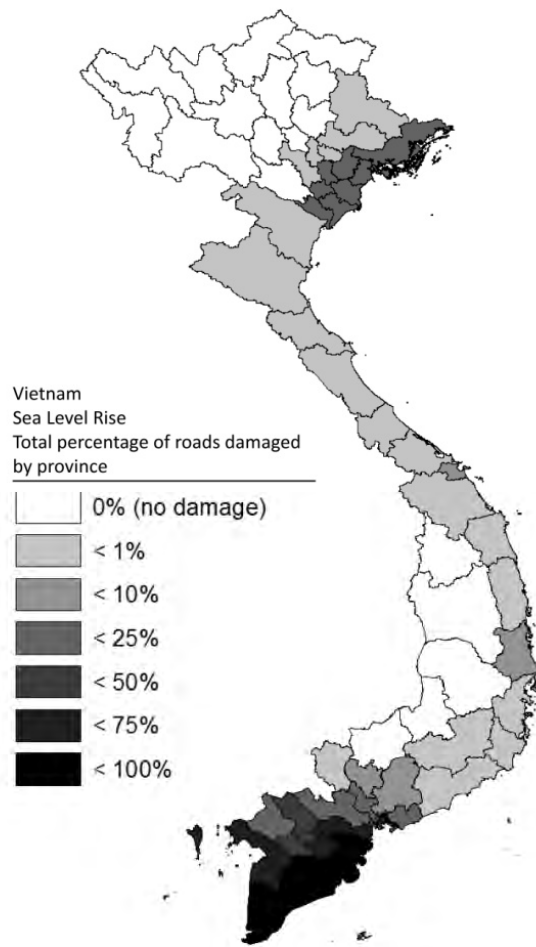 Vietnam
Sea Level Rise
Total percentage of roads damaged
by province
0% (no damage)
< 1%
< 10%
< 25%
< 50%
< 75%
< 100%